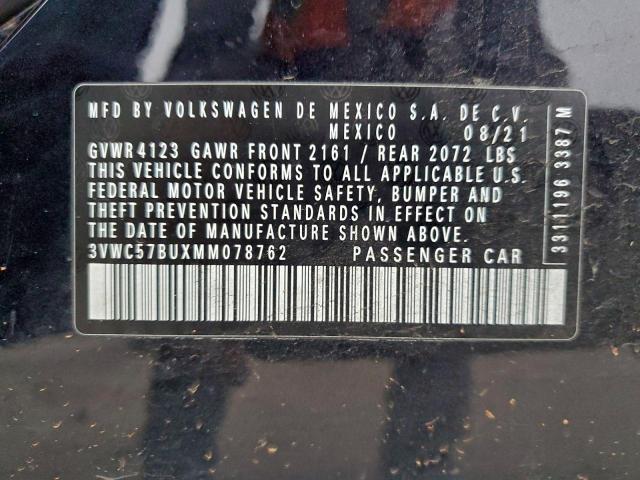 MFD BY VOLKSWAGEN DE MEXICO S.A. DE C.V.
MEXICO 08/21
GVWR 4123 GAWR FRONT 2161 / REAR 2072 LBS
THIS VEHICLE CONFORMS TO ALL APPLICABLE U.S.
FEDERAL MOTOR VEHICLE SAFETY, BUMPER AND
THEFT PREVENTION STANDARDS IN EFFECT ON
THE DATE OF MANUFACTURE SHOWN ABOVE.
3VWC57BUXMM078762 PASSENGER CAR
33111196 3387 M